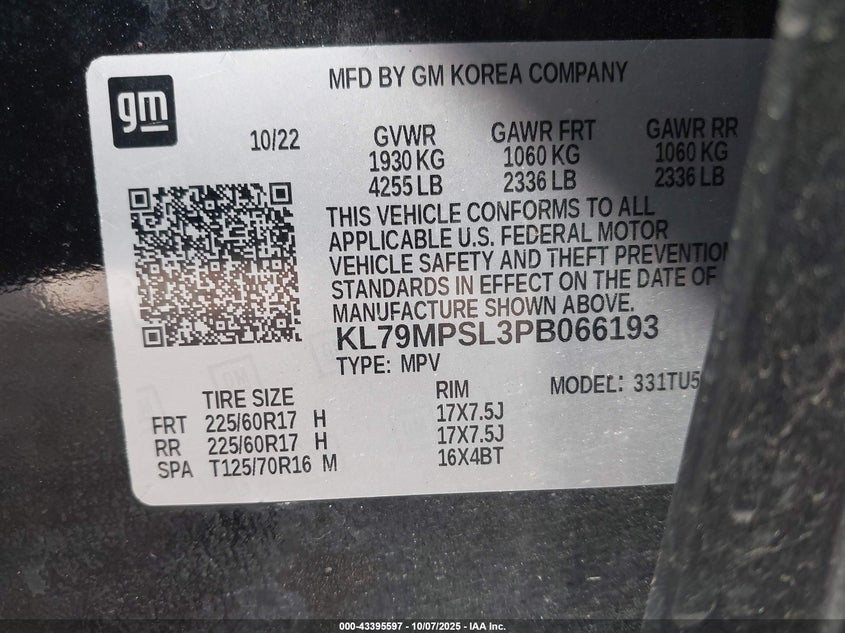 gm
MFD BY GM KOREA COMPANY
10/22
GVWR GAWR FRT GAWR RR
1930 KG 1060 KG 1060 KG
4255 LB 2336 LB 2336 LB
THIS VEHICLE CONFORMS TO ALL
APPLICABLE U.S. FEDERAL MOTOR
VEHICLE SAFETY AND THEFT PREVENTION
STANDARDS IN EFFECT ON THE DATE OF
MANUFACTURE SHOWN ABOVE.
KL79MPSL3PB066193
TYPE: MPV
MODEL: 331TU5
TIRE SIZE RIM
FRT 225/60R17 H 17X7.5J
RR 225/60R17 H 17X7.5J
SPA T125/70R16 M 16X4BT
000-43395597 - 10/07/2025 - IAA Inc.